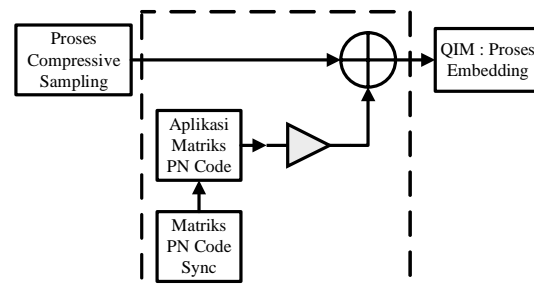 Proses
Compressive
Sampling
QIM : Proses
Embedding
Aplikasi
Matriks
PN Code
Matriks
PN Code
Sync